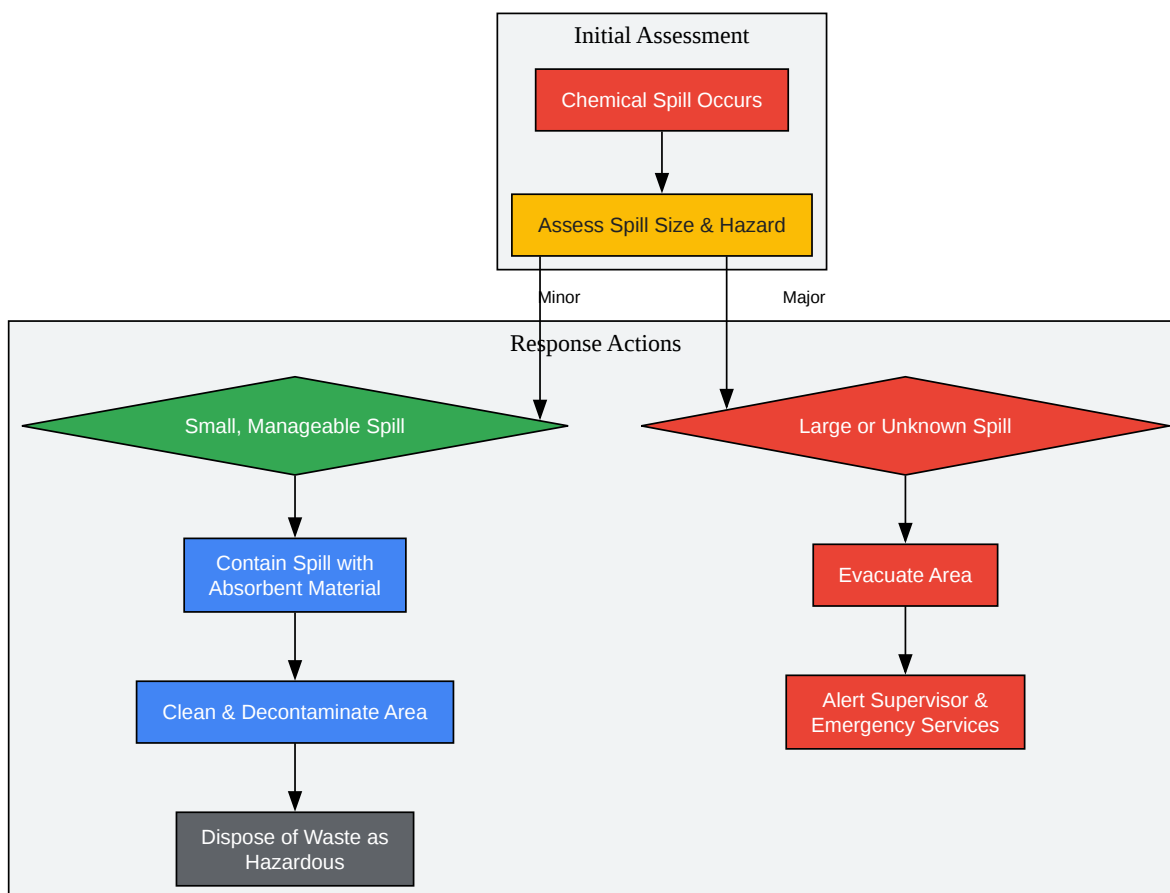 Initial Assessment
Chemical Spill Occurs
Assess Spill Size & Hazard
Minor
Major
Response Actions
Small, Manageable Spill
Large or Unknown Spill
Contain Spill with
Absorbent Material
Evacuate Area
Clean & Decontaminate Area
Alert Supervisor &
Emergency Services
Dispose of Waste as
Hazardous